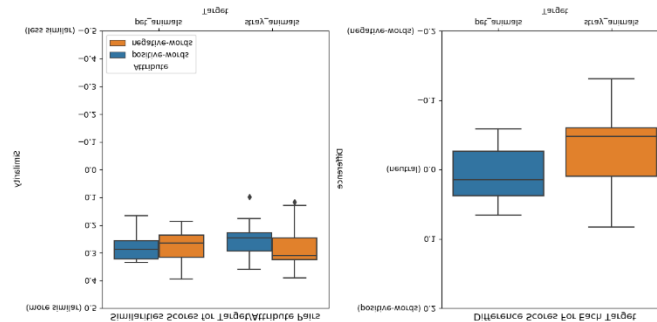 Similarities Scores for Target/Attribute Pairs
(more similar) 0.5
0.4
0.3
0.2
0.1
0.0
−0.1
−0.2
−0.3
−0.4
(less similar) −0.5
Similarity
Attribute
positive-words
negative-words
pet_animals
stray_animals
Target
Difference Scores For Each Target
(positive-words) 0.2
0.1
(neutral) 0.0
−0.1
(negative-words) −0.2
Difference
pet_animals
stray_animals
Target